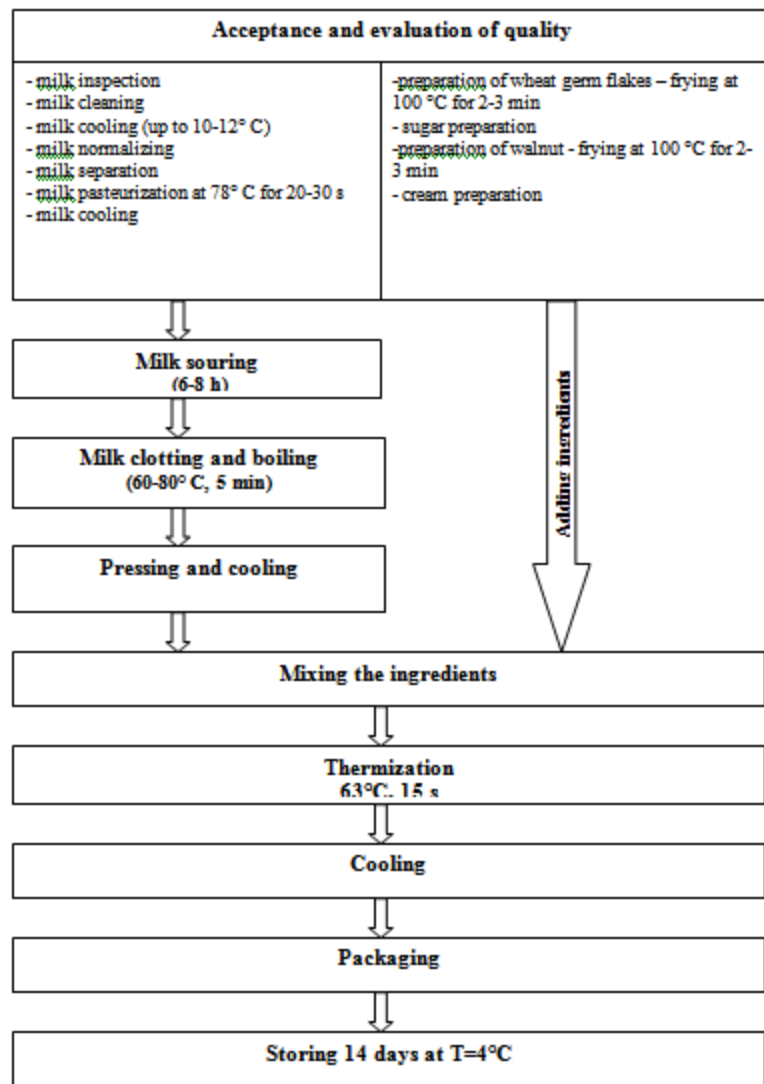 Acceptance and evaluation of quality
- milk inspection
- milk cleaning
- milk cooling (up to 10-12° C)
- milk normalizing
- milk separation
- milk pasteurization at 78° C for 20-30 s
- milk cooling
-preparation of wheat germ flakes – frying at
100 °C for 2-3 min
- sugar preparation
-preparation of walnut - frying at 100 °C for 2-
3 min
- cream preparation
Milk souring
(6-8 h)
Milk clotting and boiling
(60-80° C, 5 min)
Pressing and cooling
Adding ingredients
Mixing the ingredients
Thermization
63°C, 15 s
Cooling
Packaging
Storing 14 days at T=4°C